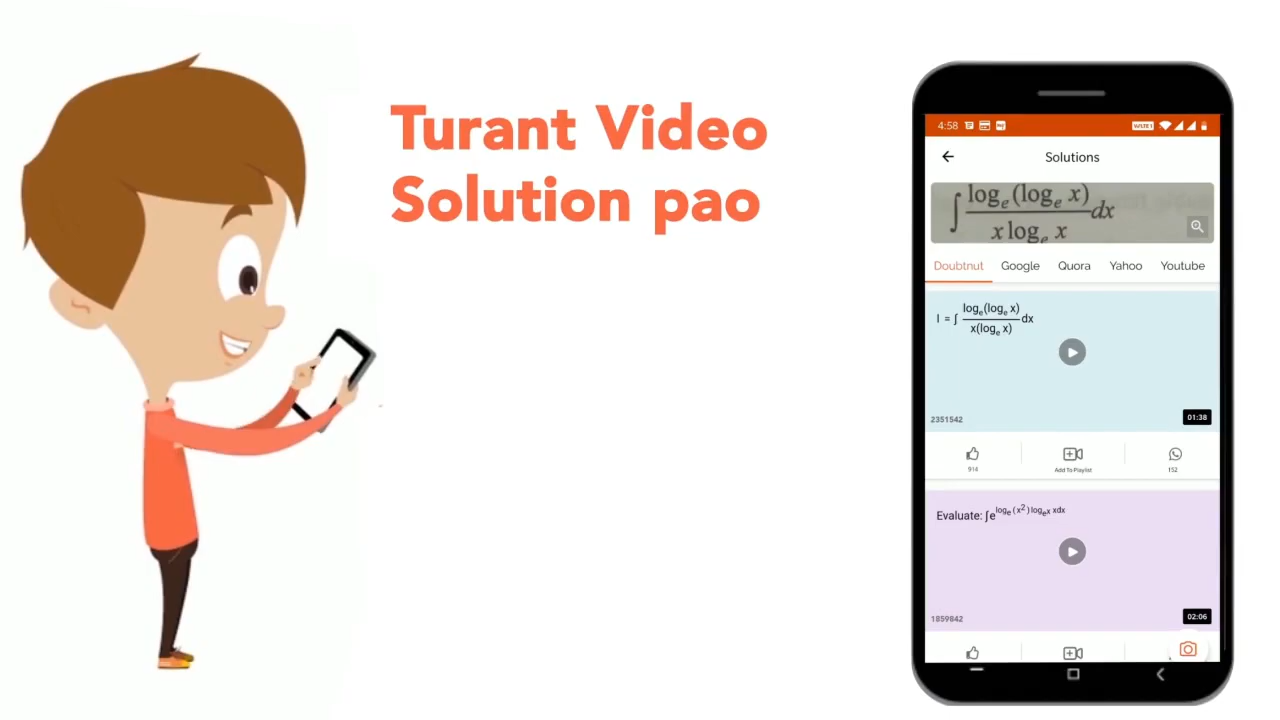 Turant Video
Solution pao
4:58
Solutions
∫ logₑ(logₑ x) / x logₑ x dx
Doubtnut Google Quora Yahoo Youtube
I = ∫ logₑ(logₑ x) / x(logₑ x) dx
2351542 01:38
914 Add To Playlist 152
Evaluate: ∫e^logₑ(x²)logₑx xdx
1859842 02:06